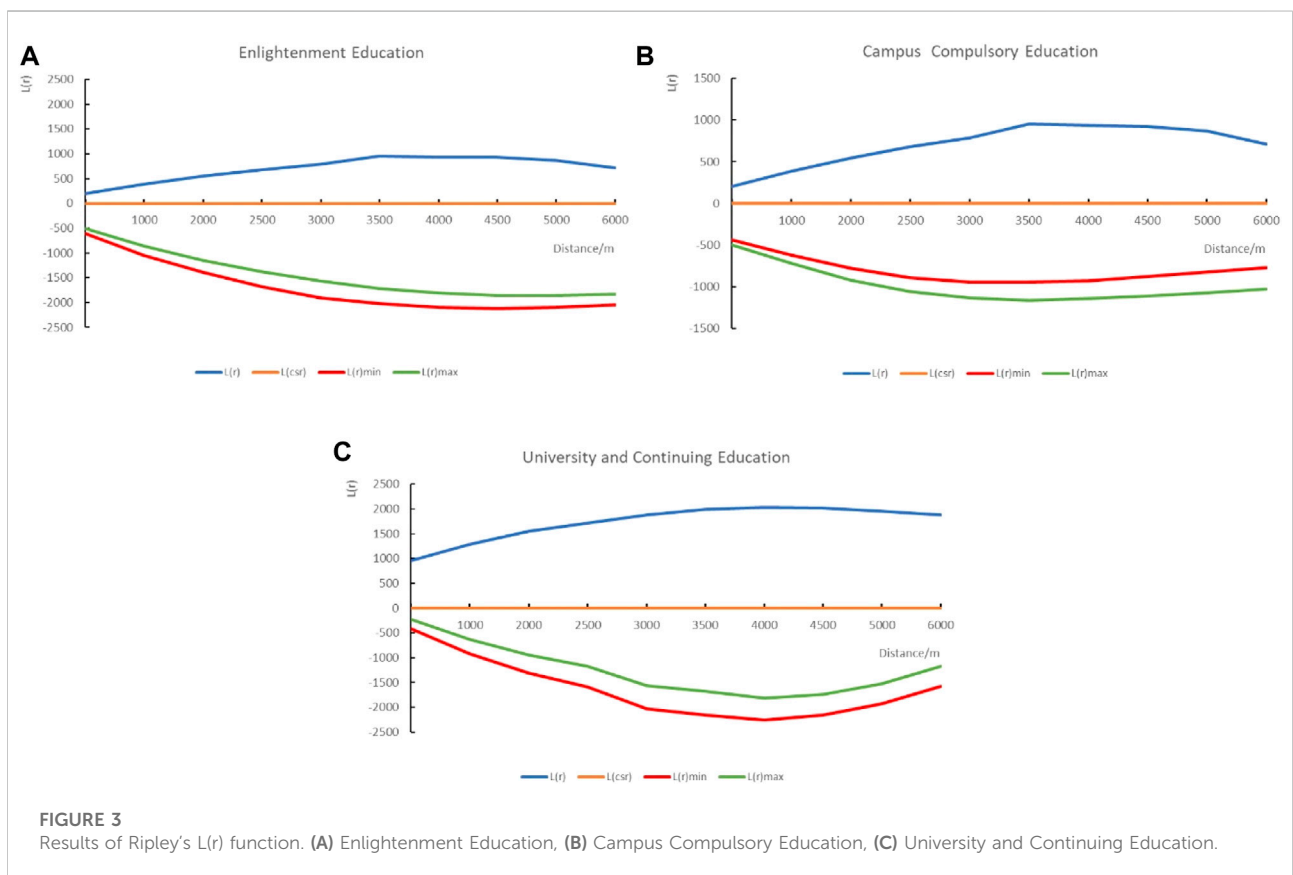 A
Enlightenment Education
L(r)
2500
2000
1500
1000
500
0
-500
-1000
-1500
-2000
-2500
1000 2000 2500 3000 3500 4000 4500 5000 6000
Distance/m
L(r) L(csr) L(r)min L(r)max
B
Campus Compulsory Education
L(r)
1500
1000
500
0
-500
-1000
-1500
1000 2000 2500 3000 3500 4000 4500 5000 6000
Distance/m
L(r) L(csr) L(r)min L(r)max
C
University and Continuing Education
L(r)
2500
2000
1500
1000
500
0
-500
-1000
-1500
-2000
-2500
1000 2000 2500 3000 3500 4000 4500 5000 6000
Distance/m
L(r) L(csr) L(r)min L(r)max
FIGURE 3
Results of Ripley's L(r) function. (A) Enlightenment Education, (B) Campus Compulsory Education, (C) University and Continuing Education.